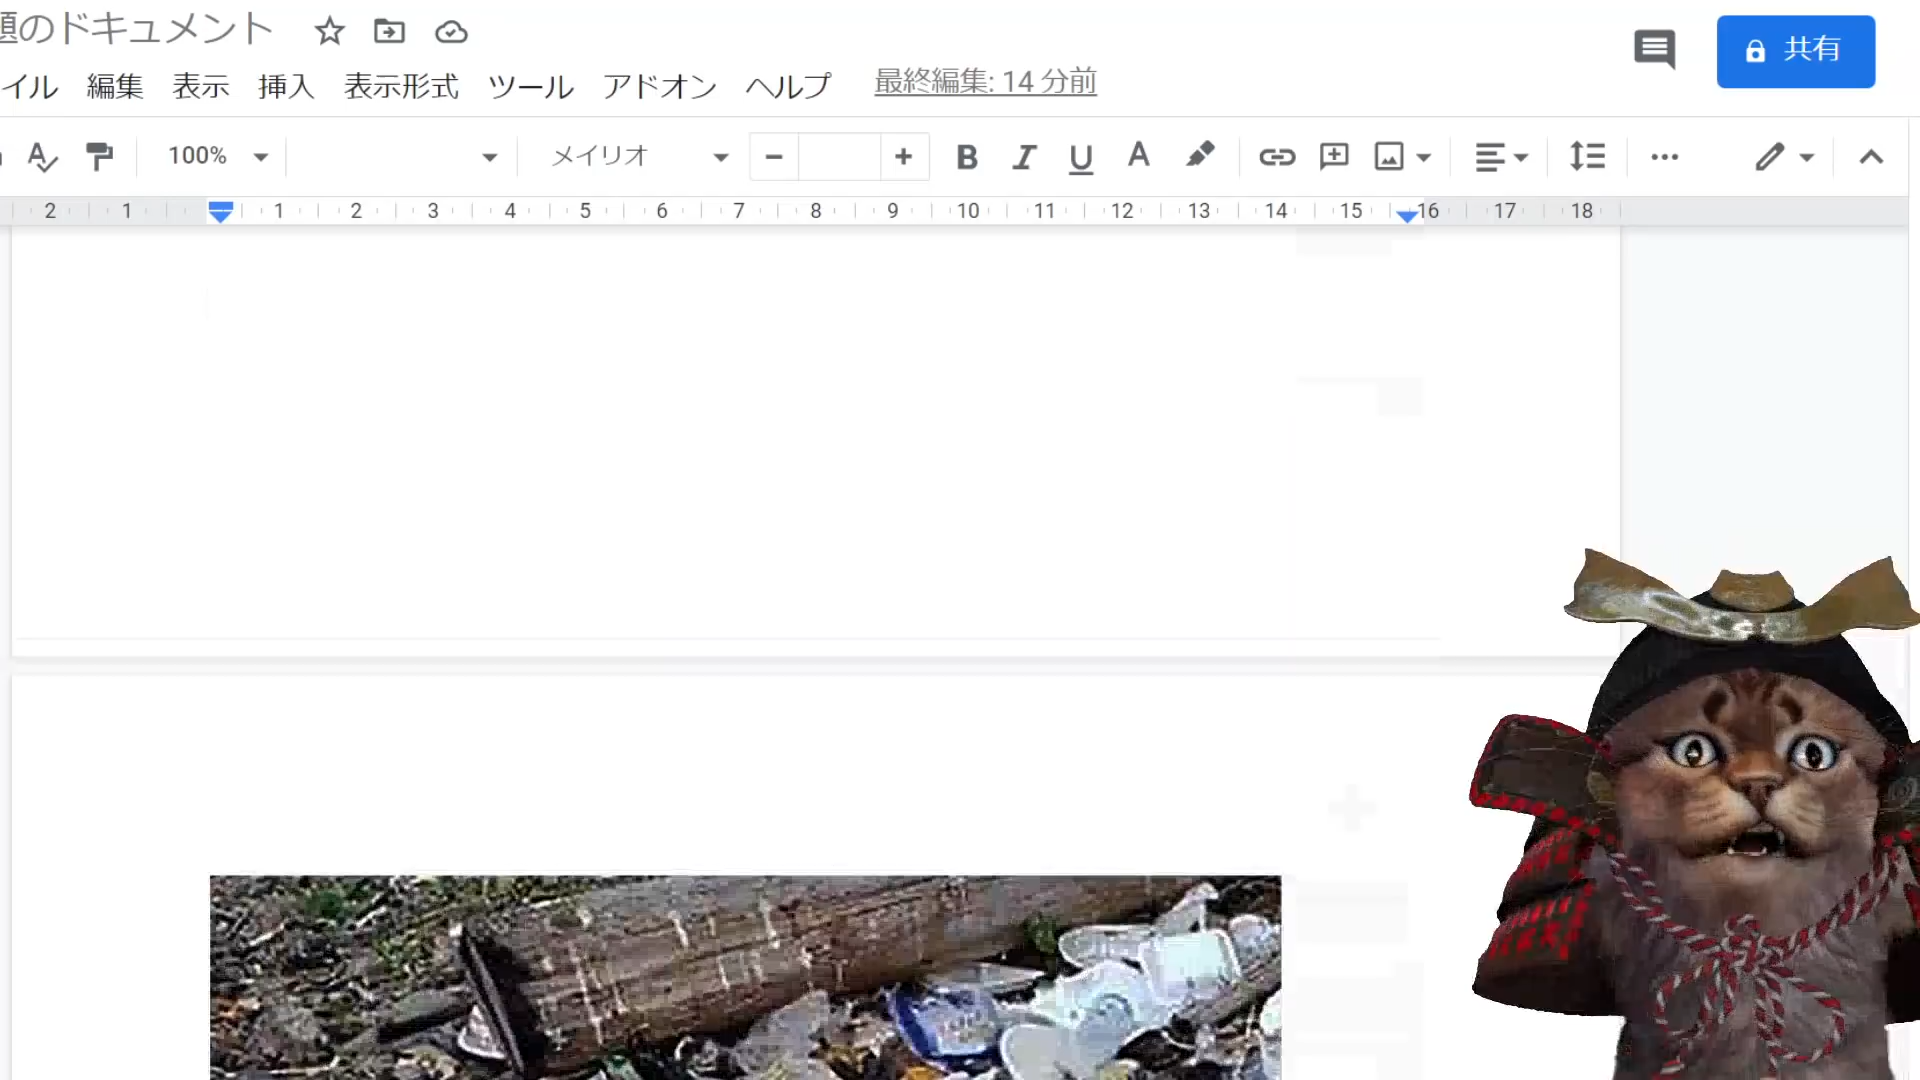 題のドキュメント
イル 編集 表示 挿入 表示形式 ツール アドオン ヘルプ 最終編集: 14 分前
共有
100% メイリオ − + B I U A
2 1 1 2 3 4 5 6 7 8 9 10 11 12 13 14 15 16 17 18